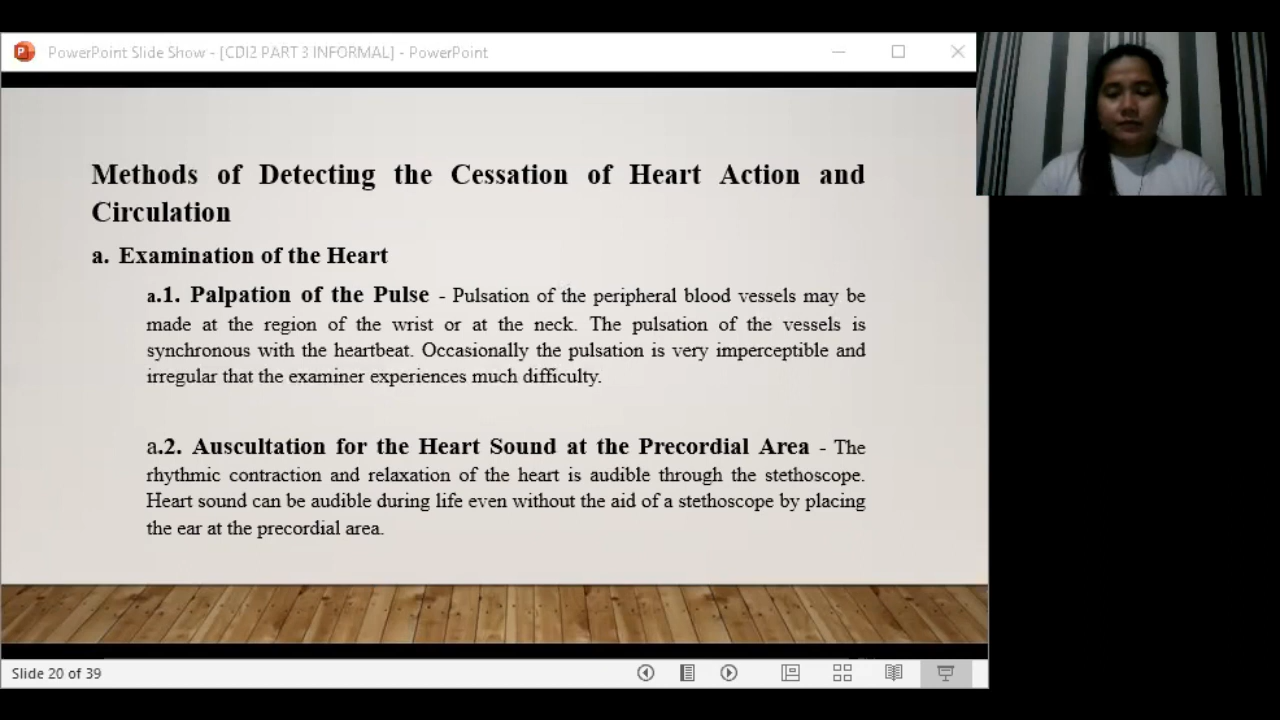 PowerPoint Slide Show - [CDI2 PART 3 INFORMAL] - PowerPoint
Methods of Detecting the Cessation of Heart Action and
Circulation
a. Examination of the Heart
a.1. Palpation of the Pulse - Pulsation of the peripheral blood vessels may be
made at the region of the wrist or at the neck. The pulsation of the vessels is
synchronous with the heartbeat. Occasionally the pulsation is very imperceptible and
irregular that the examiner experiences much difficulty.
a.2. Auscultation for the Heart Sound at the Precordial Area - The
rhythmic contraction and relaxation of the heart is audible through the stethoscope.
Heart sound can be audible during life even without the aid of a stethoscope by placing
the ear at the precordial area.
Slide 20 of 39